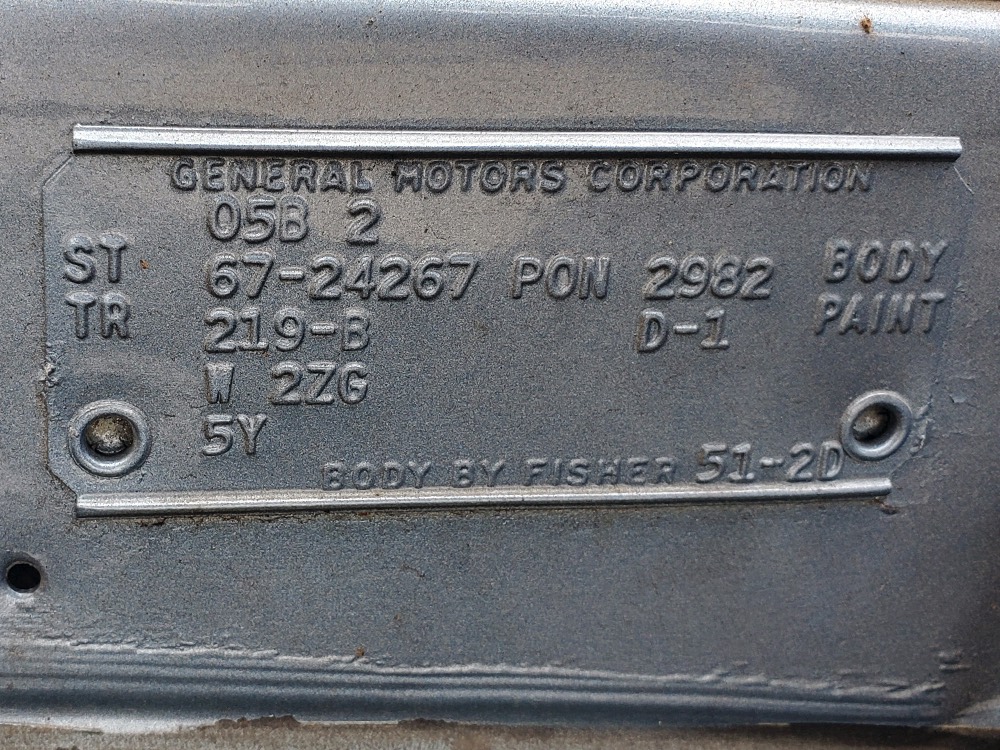 GENERAL MOTORS CORPORATION
05B 2
ST 67-24267 PON 2982 BODY
TR 219-B D-1 PAINT
W 2ZG
5Y
BODY BY FISHER 51-2D